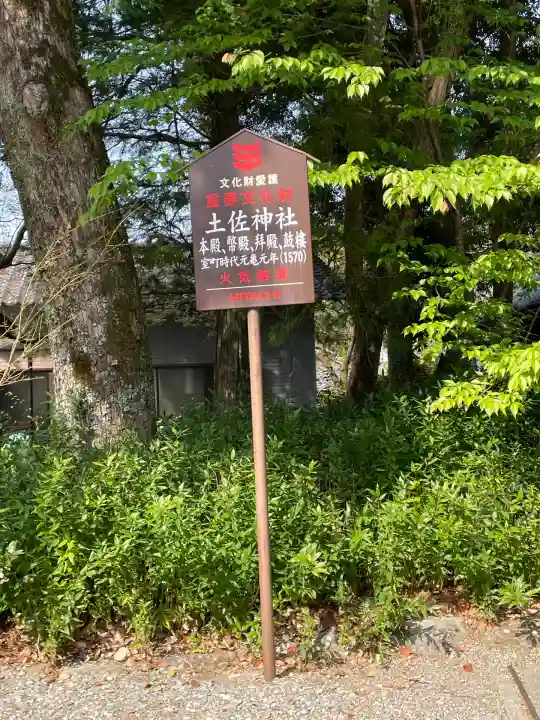 文化財愛護
重要文化財
土佐神社
本殿、幣殿、拝殿、鼓楼
室町時代元亀元年(1570)
火気厳禁
HITACHI